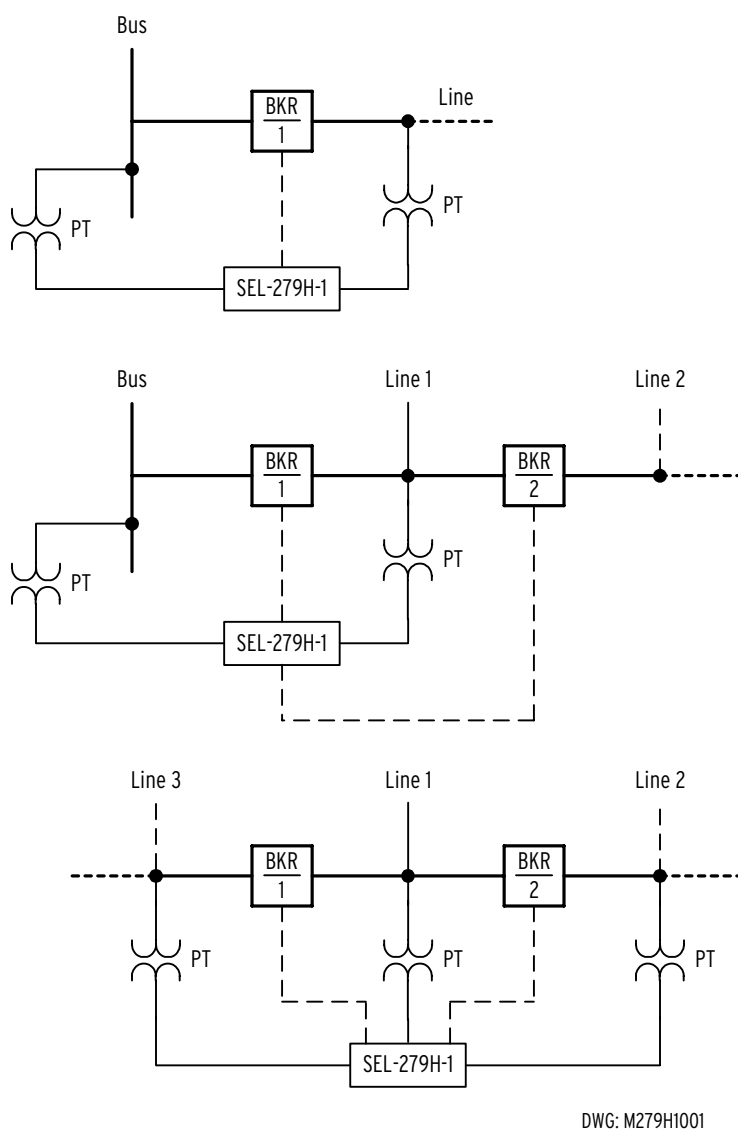 Bus
BKR
1
Line
PT
PT
SEL-279H-1
Bus
Line 1
Line 2
BKR
1
BKR
2
PT
PT
SEL-279H-1
Line 3
Line 1
Line 2
BKR
1
BKR
2
PT
PT
PT
SEL-279H-1
DWG: M279H1001